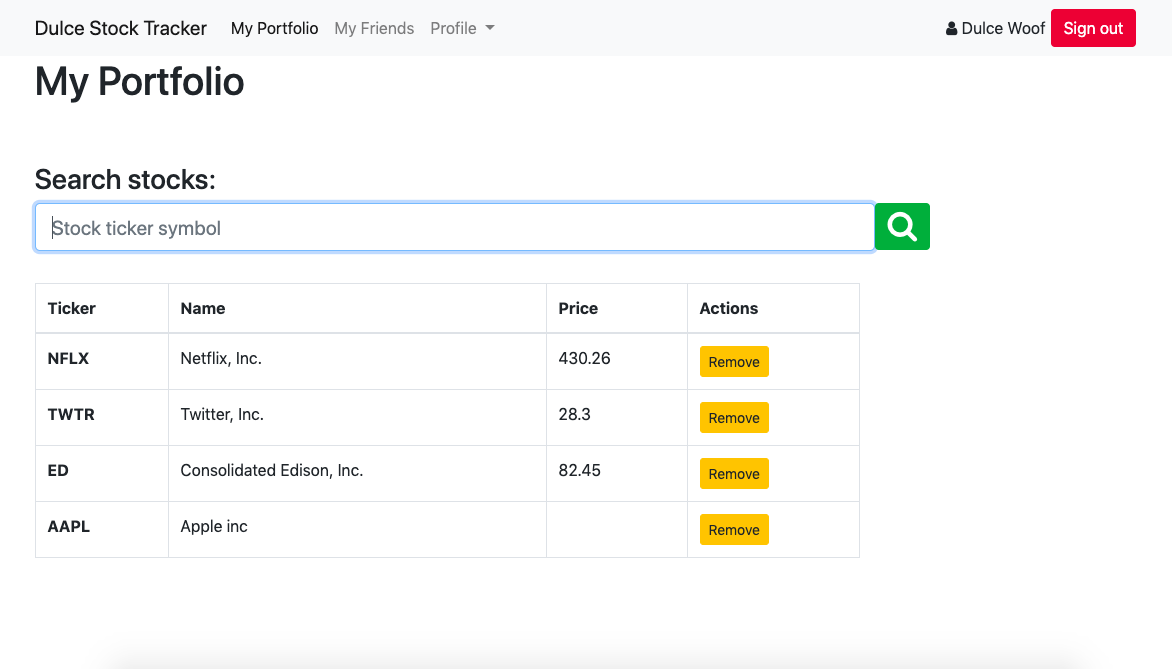 Dulce Stock Tracker My Portfolio My Friends Profile Dulce Woof Sign out
My Portfolio
Search stocks:
Stock ticker symbol
Ticker Name Price Actions
NFLX Netflix, Inc. 430.26 Remove
TWTR Twitter, Inc. 28.3 Remove
ED Consolidated Edison, Inc. 82.45 Remove
AAPL Apple inc Remove